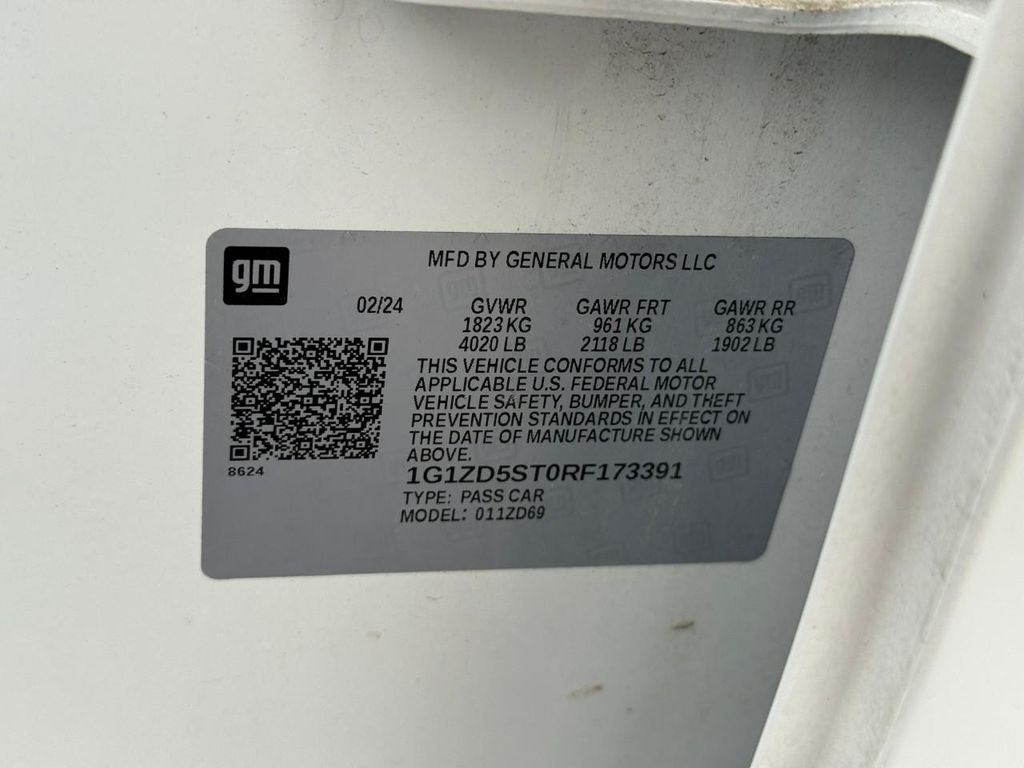 gm
MFD BY GENERAL MOTORS LLC
02/24 GVWR GAWR FRT GAWR RR
1823 KG 961 KG 863 KG
4020 LB 2118 LB 1902 LB
THIS VEHICLE CONFORMS TO ALL
APPLICABLE U.S. FEDERAL MOTOR
VEHICLE SAFETY, BUMPER, AND THEFT
PREVENTION STANDARDS IN EFFECT ON
THE DATE OF MANUFACTURE SHOWN
ABOVE.
8624
1G1ZD5ST0RF173391
TYPE: PASS CAR
MODEL: 011ZD69